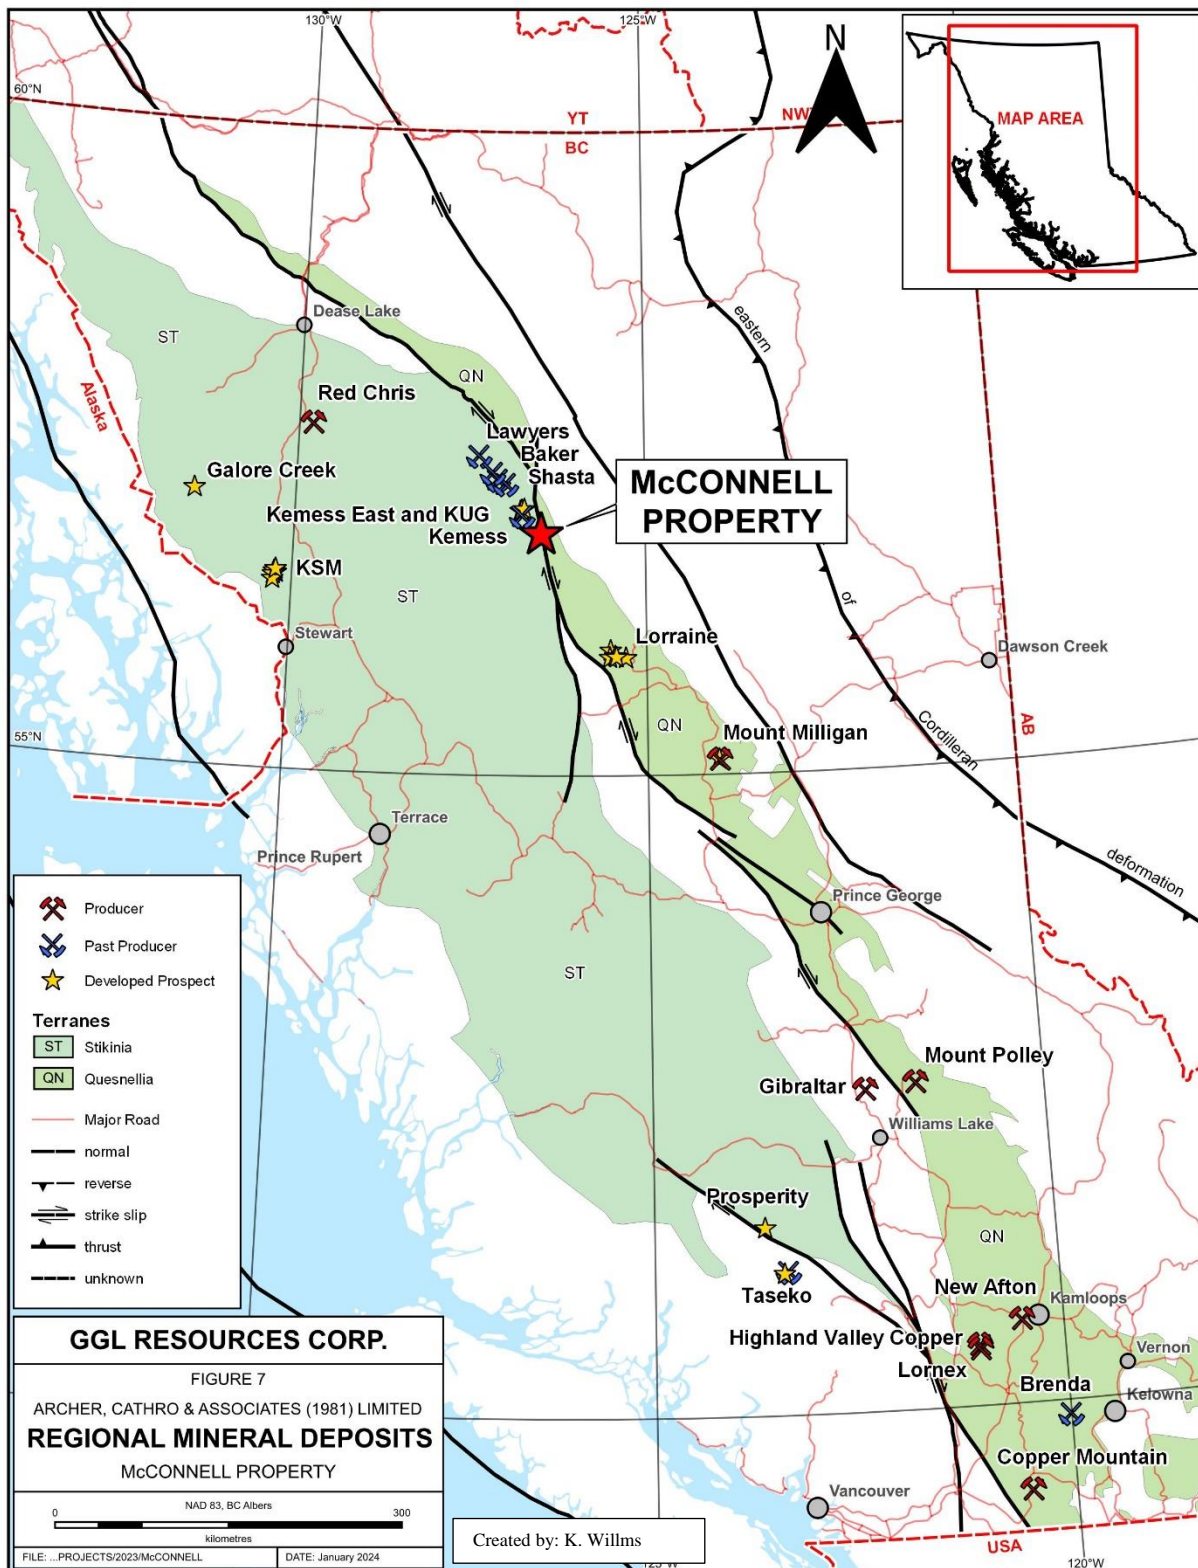 130°W
125°W
N
60°N
YT
NWT
BC
MAP AREA
eastern
Dease Lake
ST
QN
Alaska
Red Chris
Lawyers
Baker
Shasta
Galore Creek
McCONNELL
PROPERTY
Kemess East and KUG
Kemess
KSM
ST
of
Stewart
Lorraine
Dawson Creek
Cordilleran
AB
QN
Mount Milligan
55°N
Terrace
Prince Rupert
deformation
Prince George
ST
Mount Polley
Gibraltar
Williams Lake
Prosperity
QN
Taseko
New Afton
Kamloops
Highland Valley Copper
Lornex
Vernon
Brenda
Kelowna
Copper Mountain
Vancouver
USA
125°W
120°W
Producer
Past Producer
Developed Prospect
Terranes
ST Stikinia
QN Quesnellia
Major Road
normal
reverse
strike slip
thrust
unknown
GGL RESOURCES CORP.
FIGURE 7
ARCHER, CATHRO & ASSOCIATES (1981) LIMITED
REGIONAL MINERAL DEPOSITS
McCONNELL PROPERTY
NAD 83, BC Albers
0 300
kilometres
FILE: ...PROJECTS/2023/McCONNELL
DATE: January 2024
Created by: K. Willms